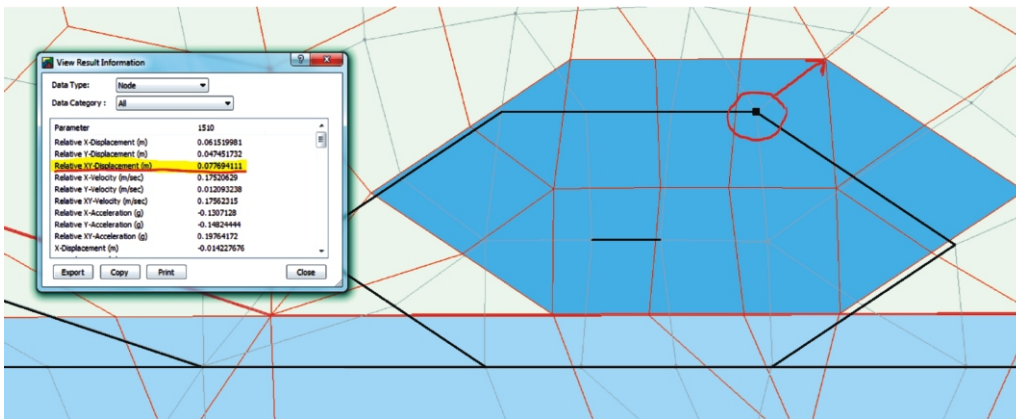 View Result Information
Data Type: Node
Data Category : All
Parameter 1510
Relative X-Displacement (m) 0.061519981
Relative Y-Displacement (m) 0.047451732
Relative XY-Displacement (m) 0.077694111
Relative X-Velocity (m/sec) 0.17520629
Relative Y-Velocity (m/sec) 0.012093238
Relative XY-Velocity (m/sec) 0.17562315
Relative X-Acceleration (g) -0.1307128
Relative Y-Acceleration (g) -0.14824444
Relative XY-Acceleration (g) 0.19764172
X-Displacement (m) -0.014227676
Export Copy Print Close